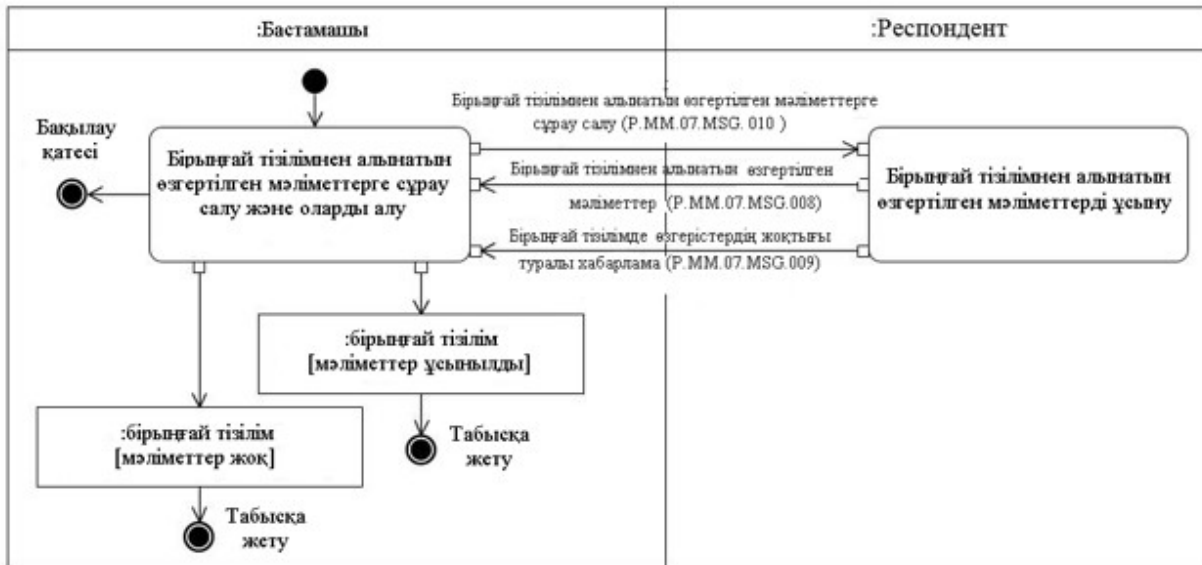 :Бастамашы
:Респондент
Бірыңғай тізілімнен алынатын өзгертілген мәліметтерге
сұрау салу (P.MM.07.MSG. 010 )
Бақылау
қатесі
Бірыңғай тізілімнен алынатын
өзгертілген мәліметтерге сұрау
салу және оларды алу
Бірыңғай тізілімнен алынатын өзгертілген
мәліметтер (P.MM.07.MSG.008)
Бірыңғай тізілімде өзгерістердің жоқтығы
туралы хабарлама (P.MM.07.MSG.009)
Бірыңғай тізілімнен алынатын
өзгертілген мәліметтерді ұсыну
:бірыңғай тізілім
[мәліметтер ұсынылды]
:бірыңғай тізілім
[мәліметтер жоқ]
Табысқа
жету
Табысқа
жету